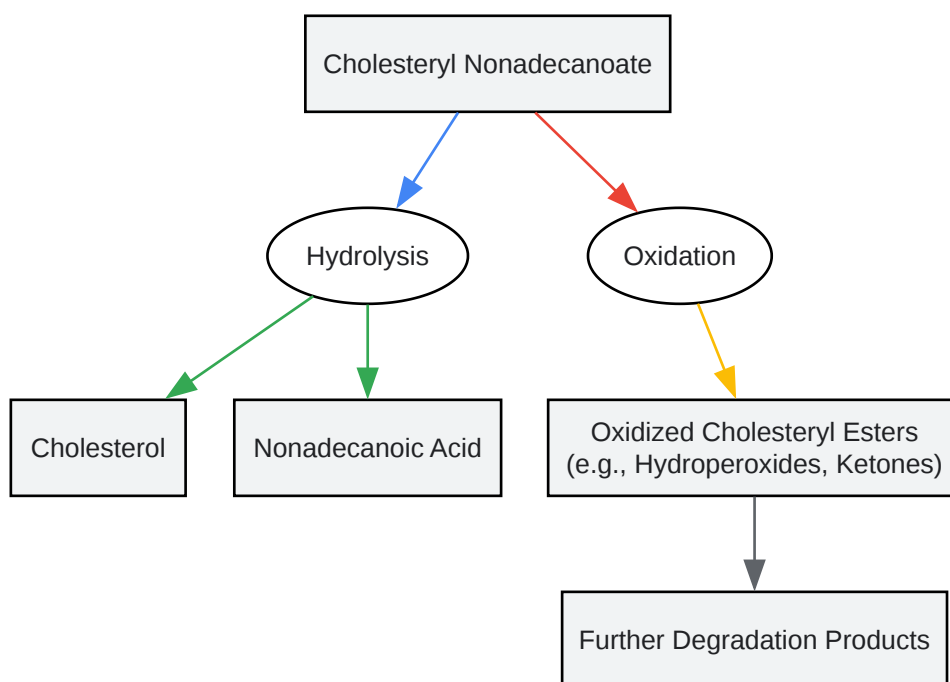 Cholesteryl Nonadecanoate
Hydrolysis
Oxidation
Cholesterol
Nonadecanoic Acid
Oxidized Cholesteryl Esters
(e.g., Hydroperoxides, Ketones)
Further Degradation Products